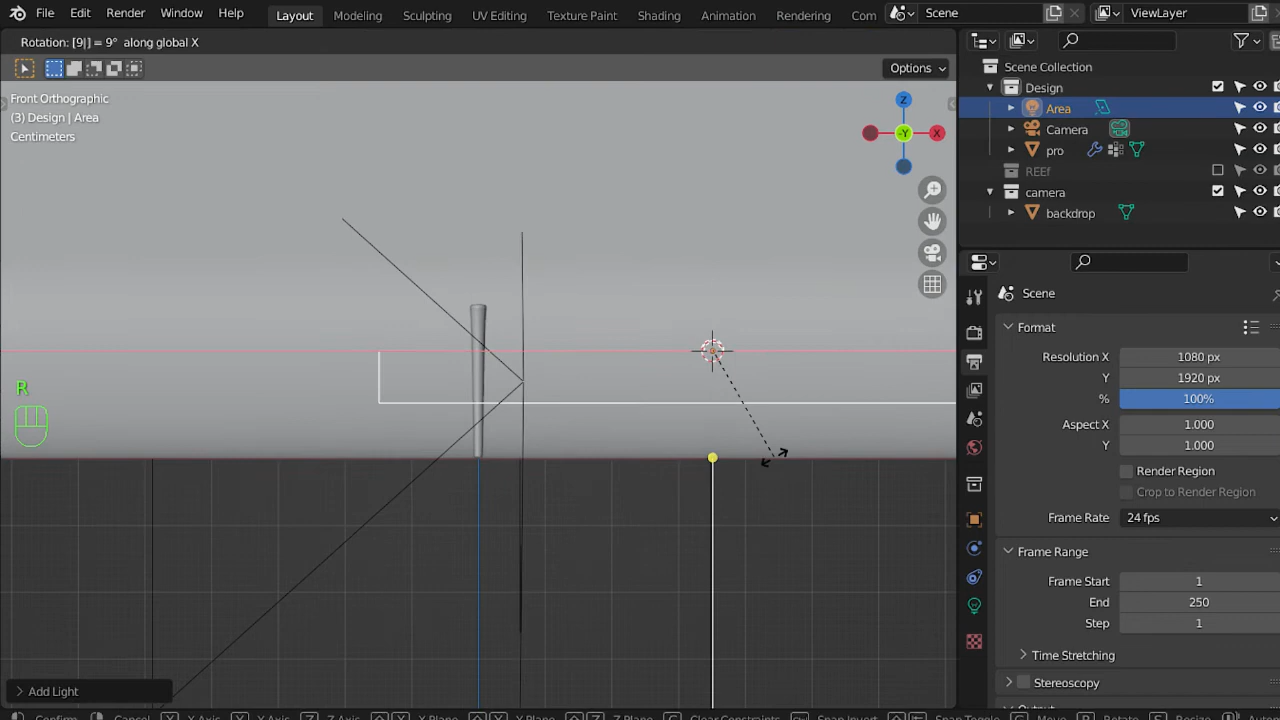 File Edit Render Window Help Layout Modeling Sculpting UV Editing Texture Paint Shading Animation Rendering Com Scene ViewLayer
Rotation: [9|] = 9° along global X
Options
Front Orthographic
(3) Design | Area
Centimeters
Z
-Y
X
R
Add Light
Scene Collection
Design
Area
Camera
pro
REEf
camera
backdrop
Scene
Format
Resolution X 1080 px
Y 1920 px
% 100%
Aspect X 1.000
Y 1.000
Render Region
Crop to Render Region
Frame Rate 24 fps
Frame Range
Frame Start 1
End 250
Step 1
Time Stretching
Stereoscopy